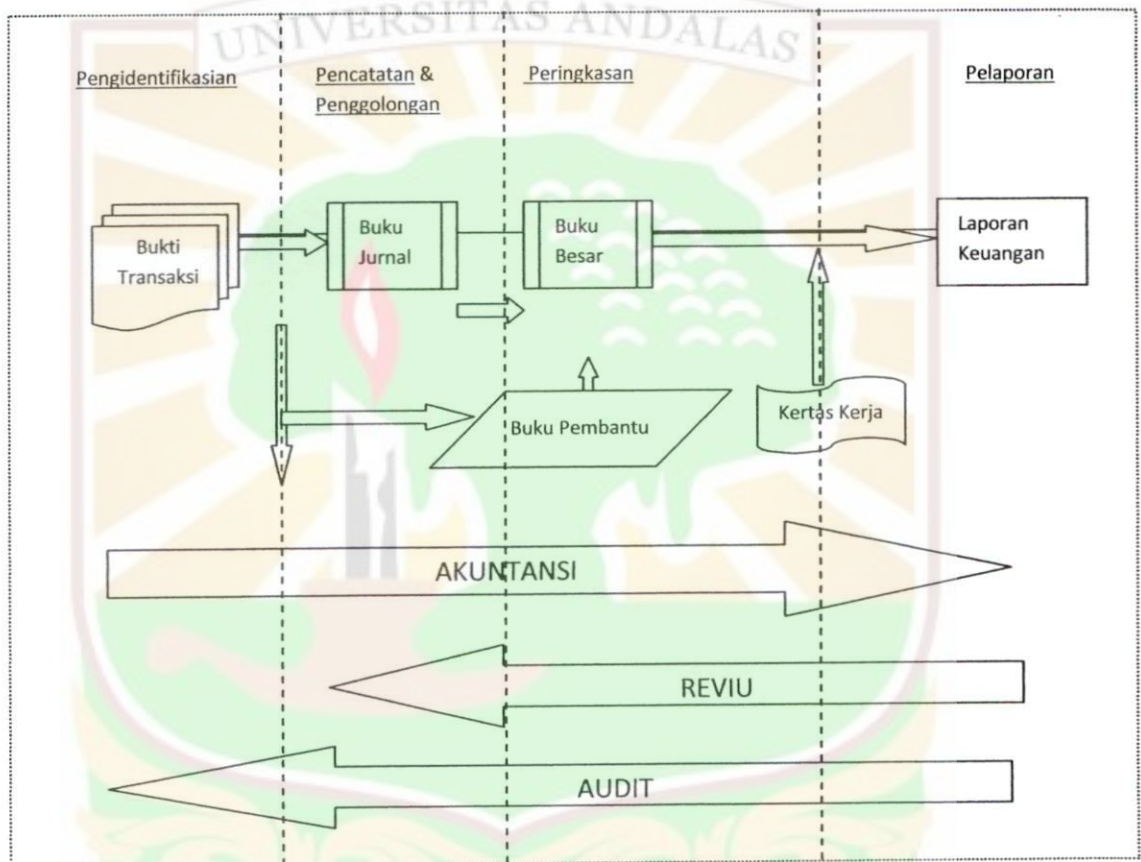 UNIVERSITAS ANDALAS
Pengidentifikasian
Pencatatan &
Penggolongan
Peringkasan
Pelaporan
Bukti
Transaksi
Buku
Jurnal
Buku
Besar
Laporan
Keuangan
Buku Pembantu
Kertas Kerja
AKUNTANSI
REVIU
AUDIT